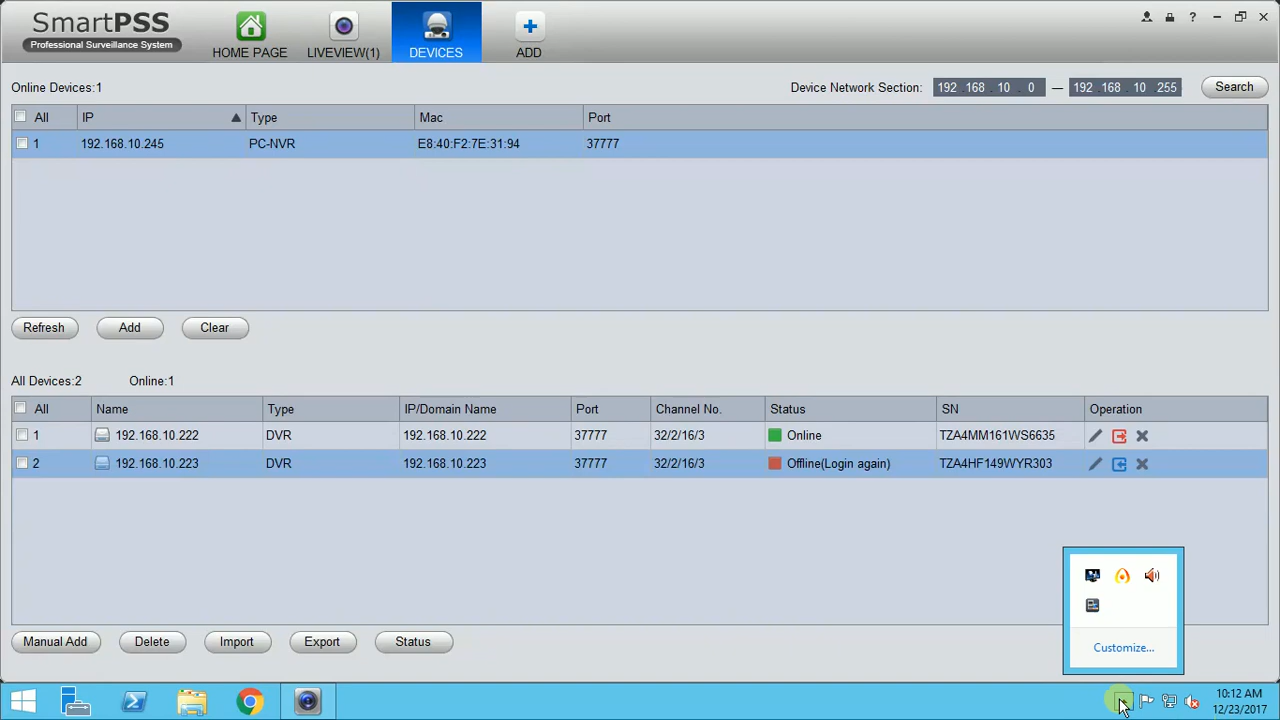 SmartPSS
Professional Surveillance System
HOME PAGE
LIVEVIEW(1)
DEVICES
ADD
?
Online Devices:1
Device Network Section: 192 .168 . 10 . 0 — 192 .168 . 10 . 255 Search
All IP Type Mac Port
1 192.168.10.245 PC-NVR E8:40:F2:7E:31:94 37777
Refresh Add Clear
All Devices:2 Online:1
All Name Type IP/Domain Name Port Channel No. Status SN Operation
1 192.168.10.222 DVR 192.168.10.222 37777 32/2/16/3 Online TZA4MM161WS6635
2 192.168.10.223 DVR 192.168.10.223 37777 32/2/16/3 Offline(Login again) TZA4HF149WYR303
Manual Add Delete Import Export Status
Customize...
10:12 AM
12/23/2017